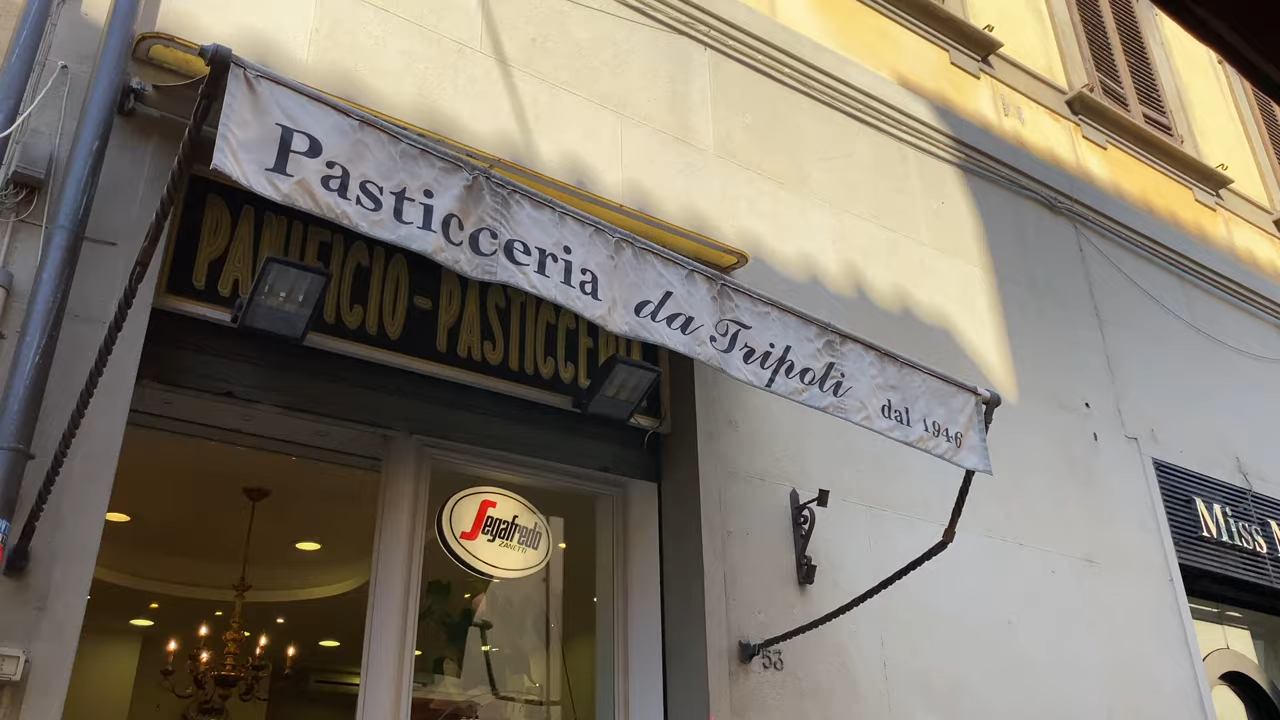 Pasticceria da Tripoli dal 1946
PANIFICIO-PASTICCE
Segafredo
ZANETTI
53
Miss